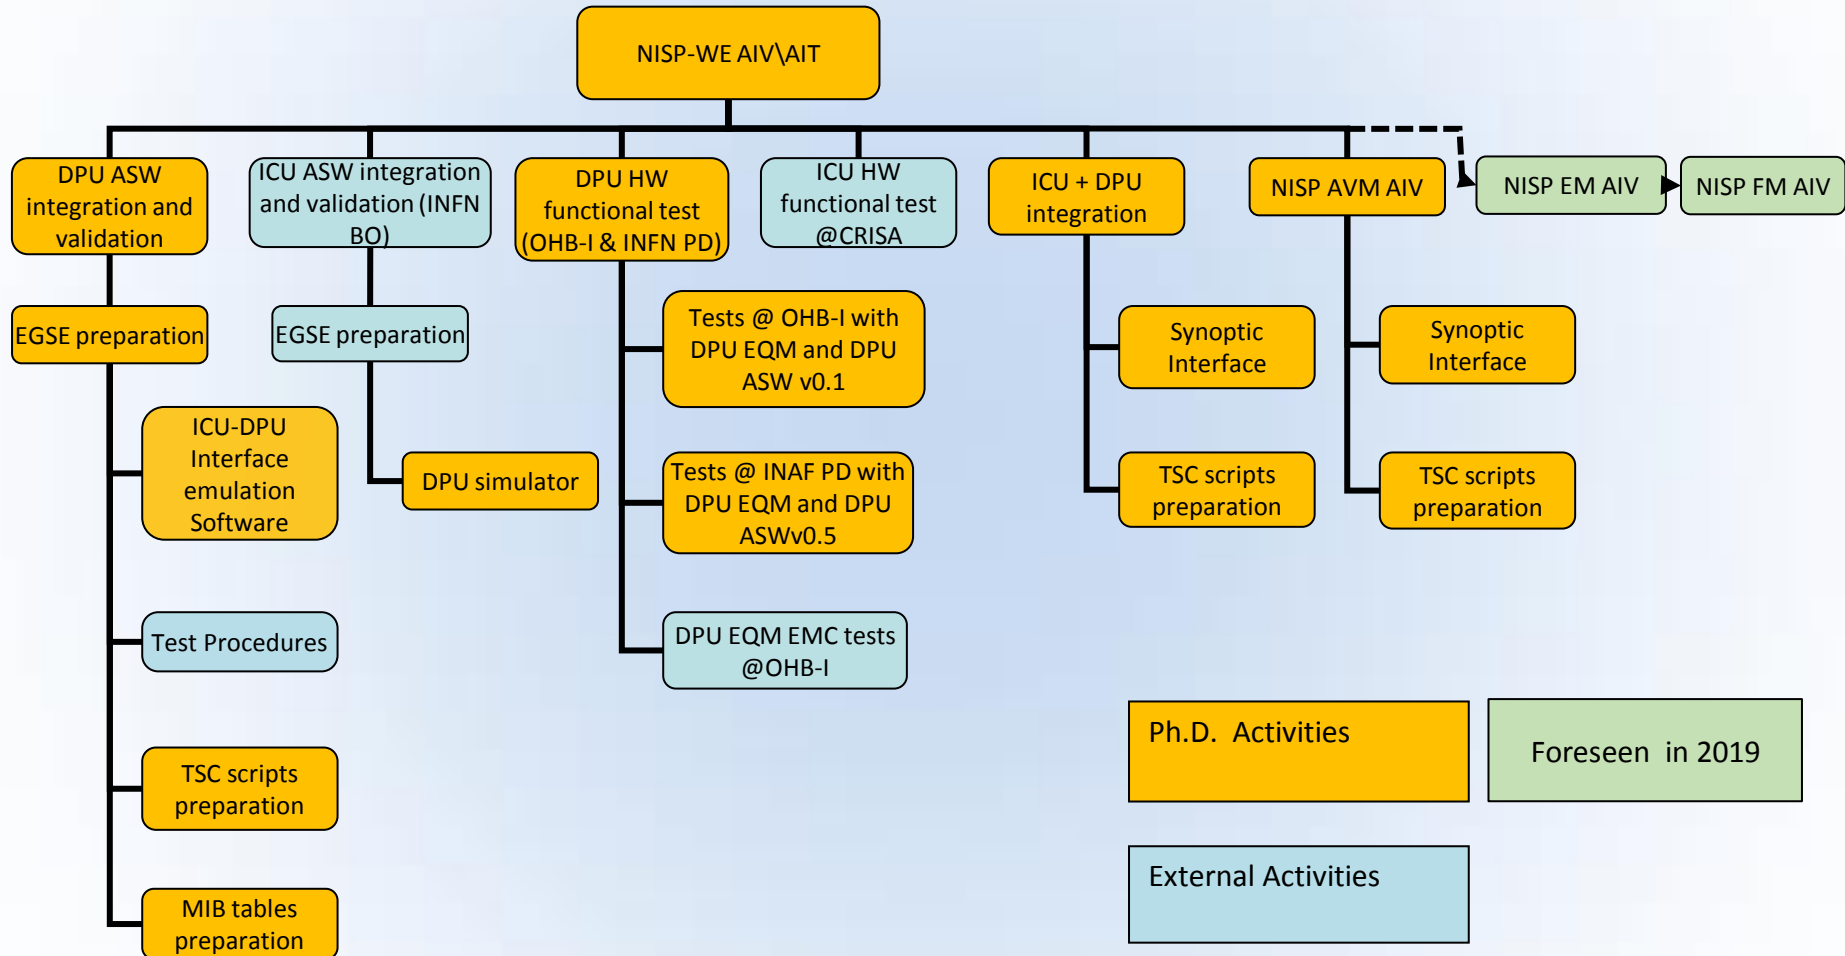 NISP-WE AIV\AIT
DPU ASW
integration and
validation
ICU ASW integration
and validation (INFN
BO)
DPU HW
functional test
(OHB-I & INFN PD)
ICU HW
functional test
@CRISA
ICU + DPU
integration
NISP AVM AIV
NISP EM AIV
NISP FM AIV
EGSE preparation
EGSE preparation
Tests @ OHB-I with
DPU EQM and DPU
ASW v0.1
Synoptic
Interface
Synoptic
Interface
ICU-DPU
Interface
emulation
Software
DPU simulator
Tests @ INAF PD with
DPU EQM and DPU
ASWv0.5
TSC scripts
preparation
TSC scripts
preparation
Test Procedures
DPU EQM EMC tests
@OHB-I
TSC scripts
preparation
MIB tables
preparation
Ph.D. Activities
Foreseen in 2019
External Activities